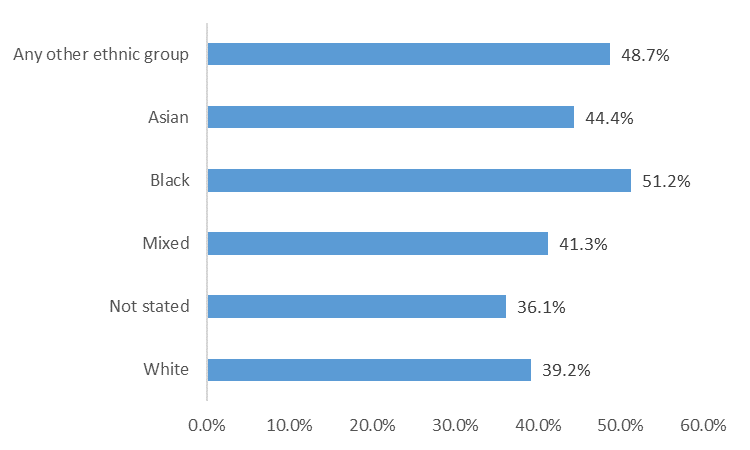 Any other ethnic group 48.7%
Asian 44.4%
Black 51.2%
Mixed 41.3%
Not stated 36.1%
White 39.2%
0.0% 10.0% 20.0% 30.0% 40.0% 50.0% 60.0%